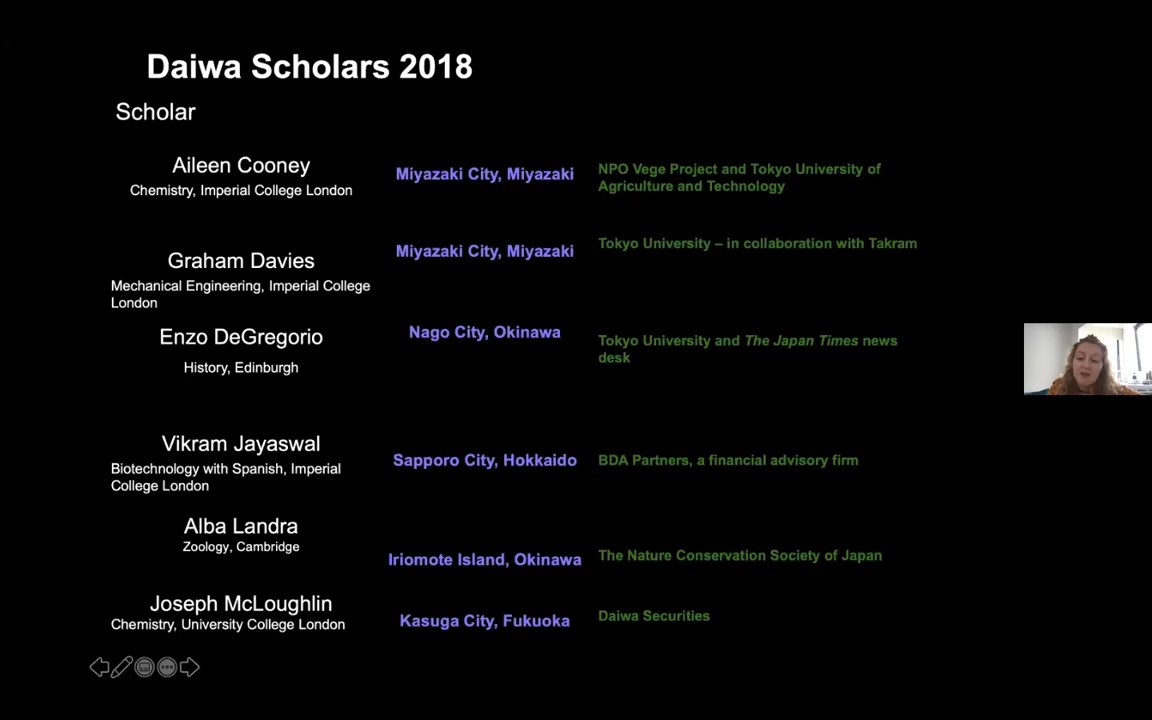 Daiwa Scholars 2018
Scholar
Aileen Cooney
Chemistry, Imperial College London
Miyazaki City, Miyazaki
NPO Vege Project and Tokyo University of
Agriculture and Technology
Graham Davies
Mechanical Engineering, Imperial College
London
Miyazaki City, Miyazaki
Tokyo University – in collaboration with Takram
Enzo DeGregorio
History, Edinburgh
Nago City, Okinawa
Tokyo University and The Japan Times news
desk
Vikram Jayaswal
Biotechnology with Spanish, Imperial
College London
Sapporo City, Hokkaido
BDA Partners, a financial advisory firm
Alba Landra
Zoology, Cambridge
Iriomote Island, Okinawa
The Nature Conservation Society of Japan
Joseph McLoughlin
Chemistry, University College London
Kasuga City, Fukuoka
Daiwa Securities